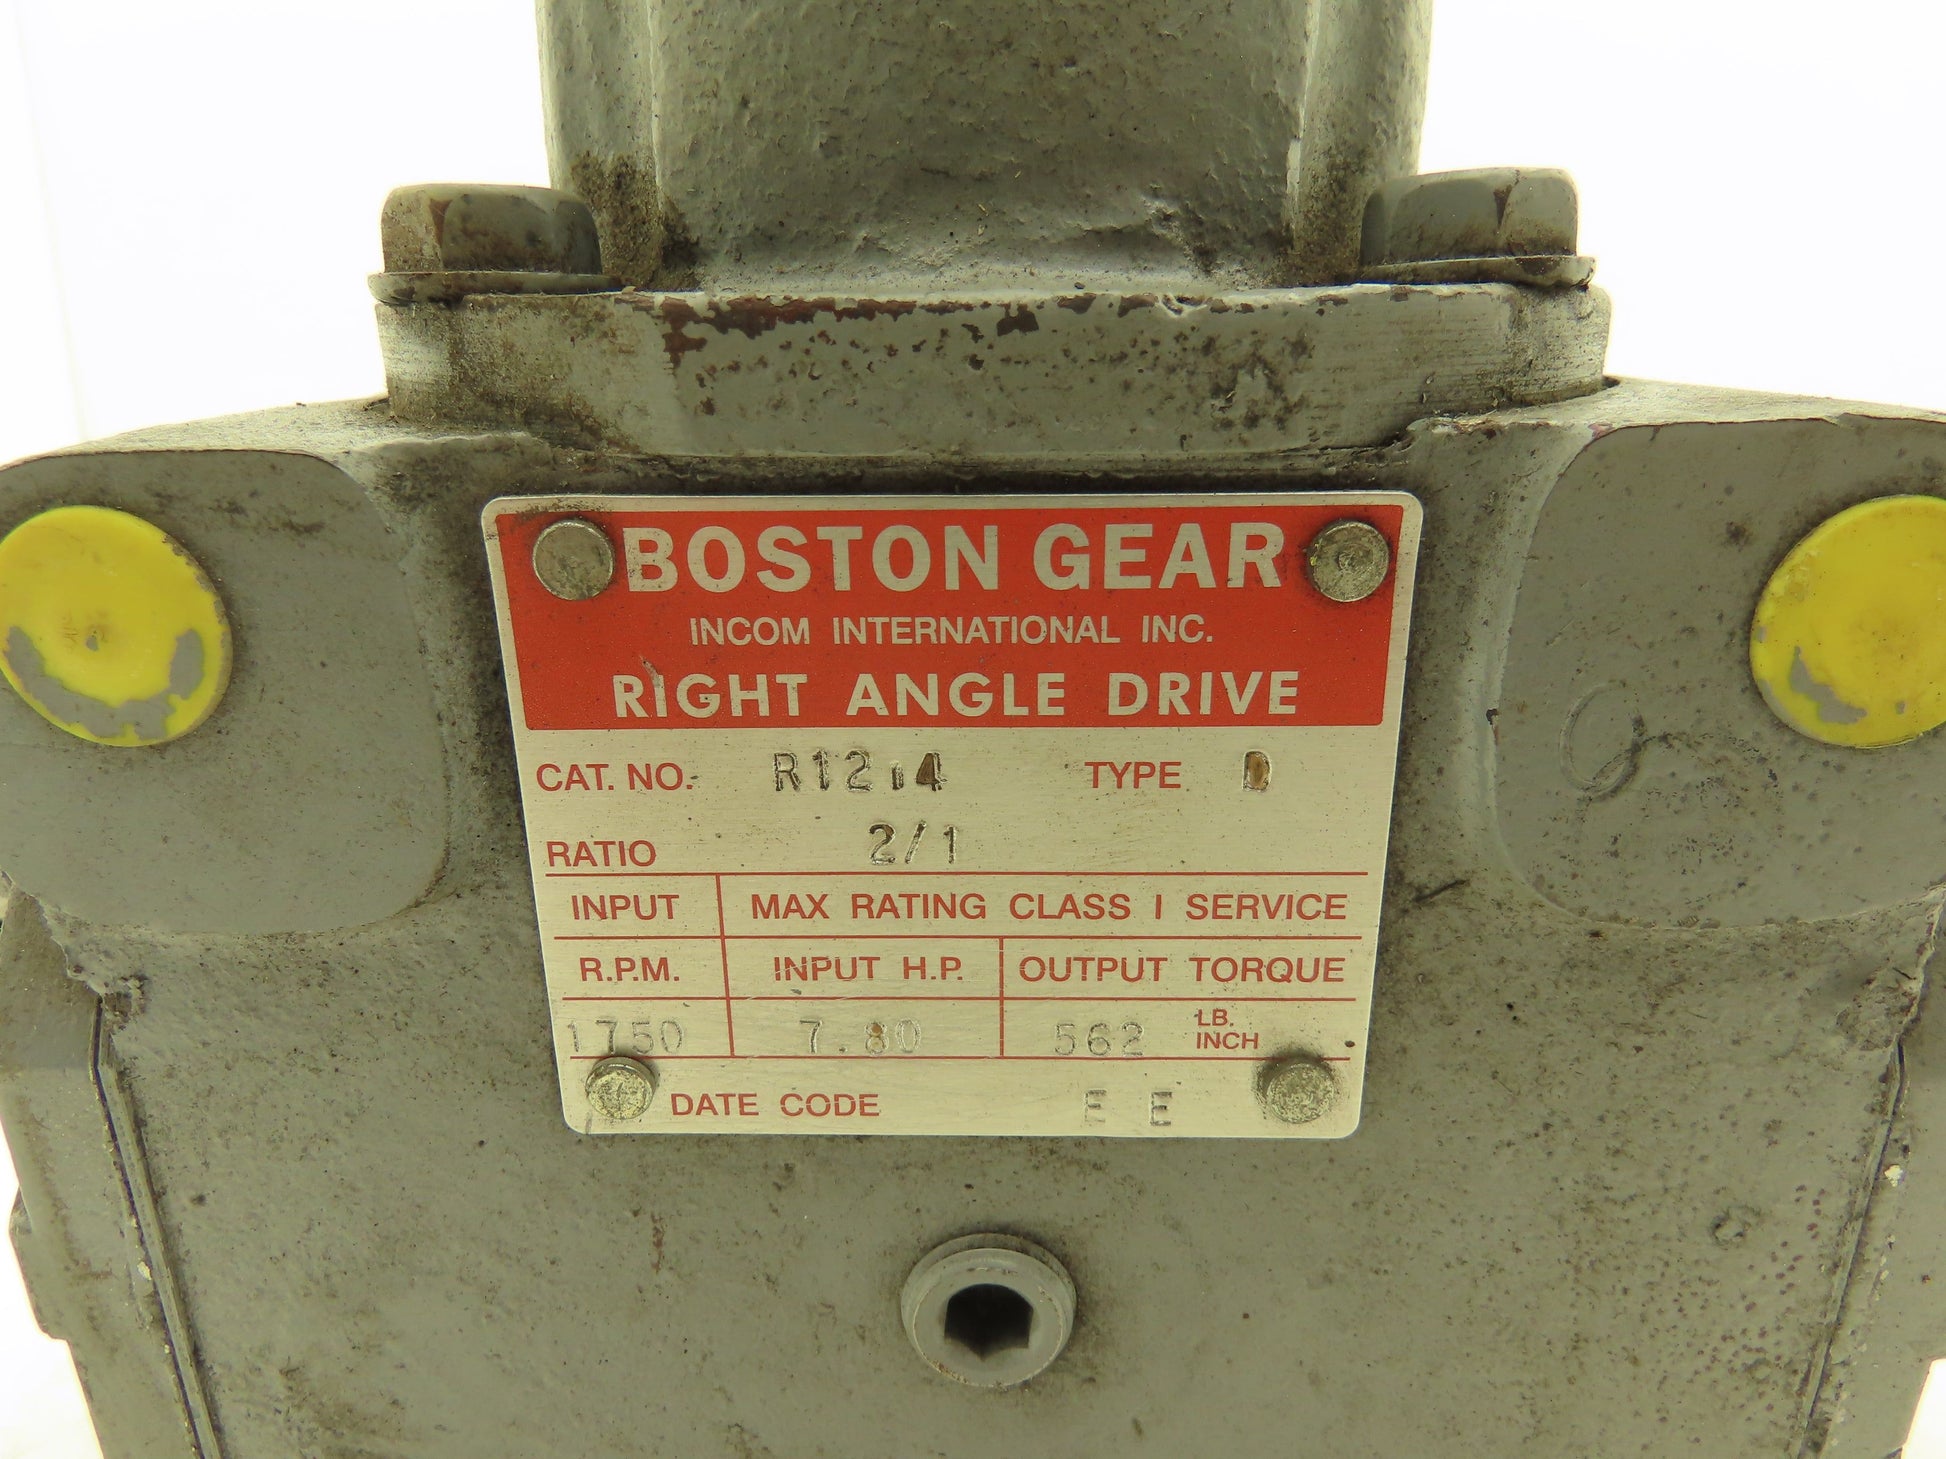 BOSTON GEAR
INCOM INTERNATIONAL INC.
RIGHT ANGLE DRIVE
CAT. NO. R1214 TYPE D
RATIO 2/1
INPUT MAX RATING CLASS I SERVICE
R.P.M. INPUT H.P. OUTPUT TORQUE
1750 7.80 562 LB. INCH
DATE CODE E E